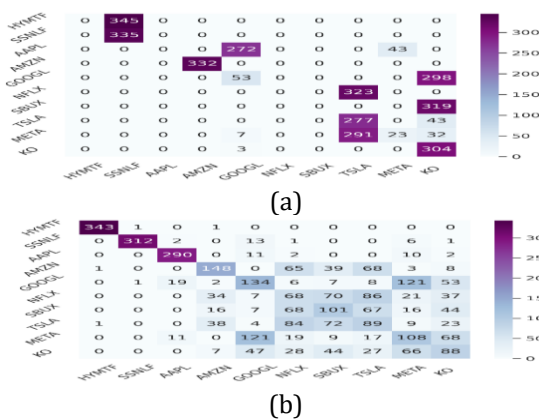 HYMTF 0 345 0 0 0 0 0 0 0 0
SSNLF 0 335 0 0 0 0 0 0 0 0
AAPL 0 0 0 0 272 0 0 0 43 0
AMZN 0 0 0 332 0 0 0 0 0 0
GOOGL 0 0 0 0 53 0 0 0 0 298
NFLX 0 0 0 0 0 0 0 323 0 0
SBUX 0 0 0 0 0 0 0 0 0 319
TSLA 0 0 0 0 0 0 0 277 0 43
META 0 0 0 0 7 0 0 291 23 32
KO 0 0 0 0 3 0 0 0 0 304
HYMTF SSNLF AAPL AMZN GOOGL NFLX SBUX TSLA META KO
300
250
200
150
100
50
0
(a)
HYMTF 343 1 0 1 0 0 0 0 0 0
SSNLF 0 312 2 0 13 1 0 0 6 1
AAPL 0 0 290 0 11 2 0 0 10 2
AMZN 1 0 0 148 0 65 39 68 3 8
GOOGL 0 1 19 2 134 6 7 8 121 53
NFLX 0 0 0 34 7 68 70 86 21 37
SBUX 0 0 0 16 7 68 101 67 16 44
TSLA 1 0 0 38 4 84 72 89 9 23
META 0 0 11 0 121 19 9 17 108 68
KO 0 0 0 7 47 28 44 27 66 88
HYMTF SSNLF AAPL AMZN GOOGL NFLX SBUX TSLA META KO
300
250
200
150
100
50
0
(b)